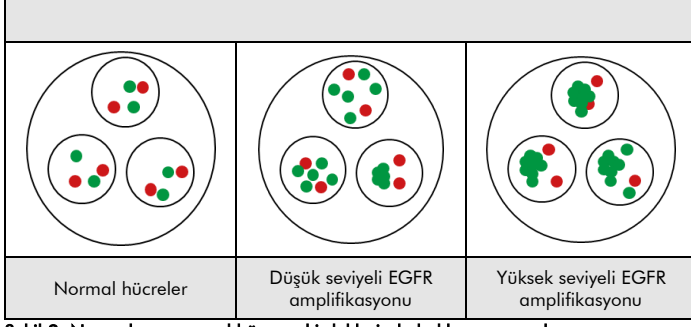 Normal hücreler
Düşük seviyeli EGFR
amplifikasyonu
Yüksek seviyeli EGFR
amplifikasyonu